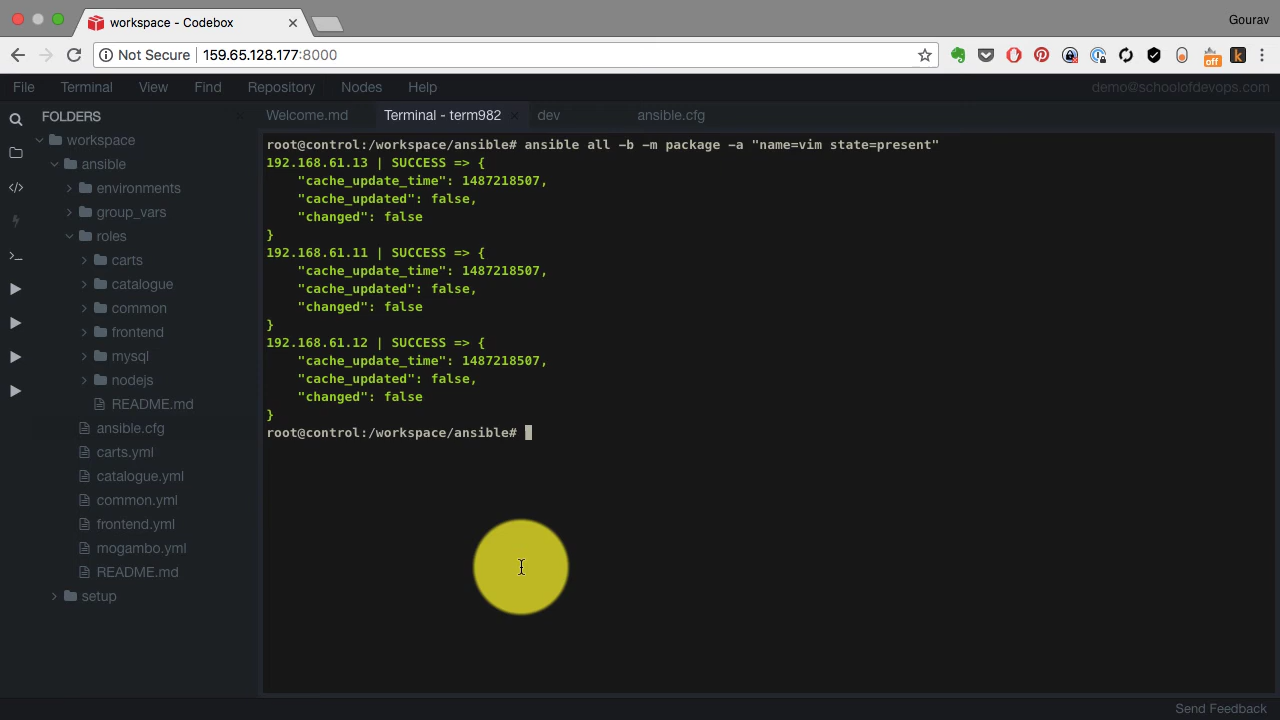 workspace - Codebox
Gourav
Not Secure 159.65.128.177:8000
off
k
File Terminal View Find Repository Nodes Help demo@schoolofdevops.com
FOLDERS
Welcome.md Terminal - term982 dev ansible.cfg
workspace
ansible
environments
group_vars
roles
carts
catalogue
common
frontend
mysql
nodejs
README.md
ansible.cfg
carts.yml
catalogue.yml
common.yml
frontend.yml
mogambo.yml
README.md
setup
root@control:/workspace/ansible# ansible all -b -m package -a "name=vim state=present"
192.168.61.13 | SUCCESS => {
"cache_update_time": 1487218507,
"cache_updated": false,
"changed": false
}
192.168.61.11 | SUCCESS => {
"cache_update_time": 1487218507,
"cache_updated": false,
"changed": false
}
192.168.61.12 | SUCCESS => {
"cache_update_time": 1487218507,
"cache_updated": false,
"changed": false
}
root@control:/workspace/ansible#
Send Feedback